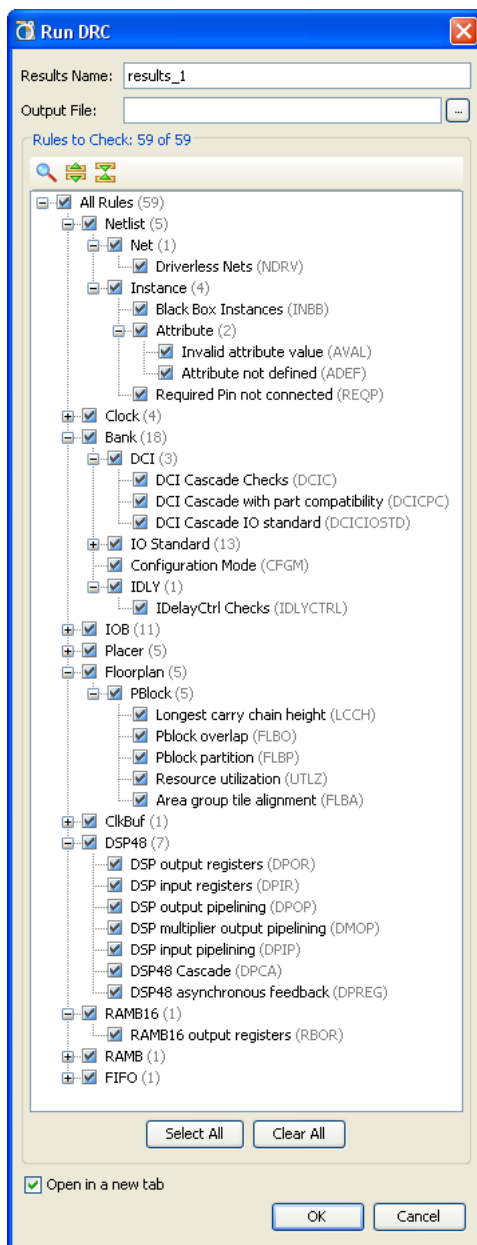 Run DRC
Results Name: results_1
Output File: ...
Rules to Check: 59 of 59
All Rules (59)
Netlist (5)
Net (1)
Driverless Nets (NDRV)
Instance (4)
Black Box Instances (INBB)
Attribute (2)
Invalid attribute value (AVAL)
Attribute not defined (ADEF)
Required Pin not connected (REQP)
Clock (4)
Bank (18)
DCI (3)
DCI Cascade Checks (DCIC)
DCI Cascade with part compatibility (DCICPC)
DCI Cascade IO standard (DCICIOSTD)
IO Standard (13)
Configuration Mode (CFGM)
IDLY (1)
IDelayCtrl Checks (IDLYCTRL)
IOB (11)
Placer (5)
Floorplan (5)
PBlock (5)
Longest carry chain height (LCCH)
Pblock overlap (FLBO)
Pblock partition (FLBP)
Resource utilization (UTLZ)
Area group tile alignment (FLBA)
ClkBuf (1)
DSP48 (7)
DSP output registers (DPOR)
DSP input registers (DPIR)
DSP output pipelining (DPOP)
DSP multiplier output pipelining (DMOP)
DSP input pipelining (DPIP)
DSP48 Cascade (DPCA)
DSP48 asynchronous feedback (DPREG)
RAMB16 (1)
RAMB16 output registers (RBOR)
RAMB (1)
FIFO (1)
Select All Clear All
Open in a new tab
OK Cancel